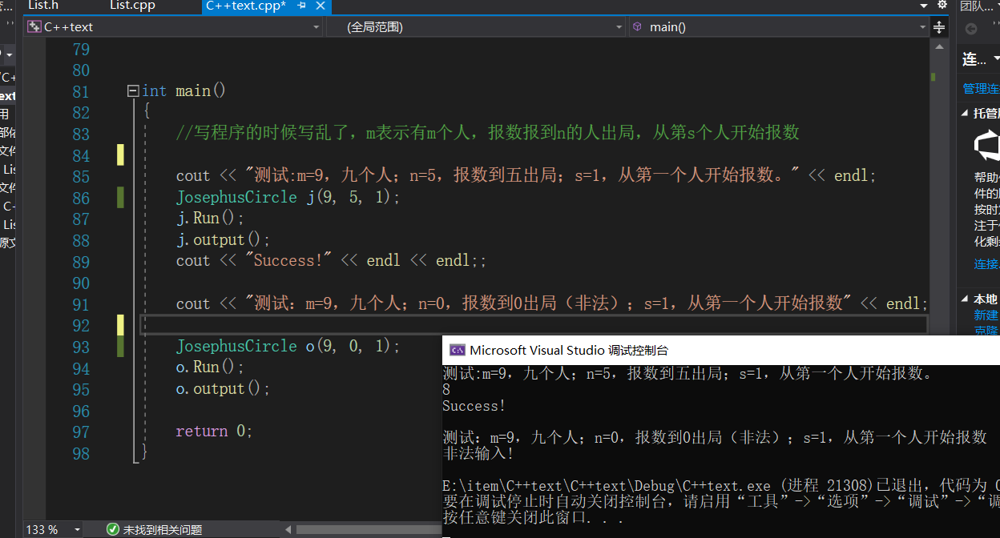 List.h List.cpp C++text.cpp*
C++text (全局范围) main()
79
80
81 int main()
82 {
83 //写程序的时候写乱了，m表示有m个人，报数报到n的人出局，从第s个人开始报数
84
85 cout << "测试:m=9，九个人；n=5，报数到五出局；s=1，从第一个人开始报数。" << endl;
86 JosephusCircle j(9, 5, 1);
87 j.Run();
88 j.output();
89 cout << "Success!" << endl << endl;;
90
91 cout << "测试：m=9，九个人；n=0，报数到0出局（非法）；s=1，从第一个人开始报数" << endl;
92
93 JosephusCircle o(9, 0, 1);
94 o.Run();
95 o.output();
96
97 return 0;
98 }
133 % 未找到相关问题
Microsoft Visual Studio 调试控制台
测试:m=9，九个人；n=5，报数到五出局；s=1，从第一个人开始报数。
8
Success!
测试：m=9，九个人；n=0，报数到0出局（非法）；s=1，从第一个人开始报数
非法输入!
E:\item\C++text\C++text\Debug\C++text.exe (进程 21308)已退出，代码为 0
要在调试停止时自动关闭控制台，请启用“工具”->“选项”->“调试”->“调
按任意键关闭此窗口. . .
团队...
连...
管理连
托管
帮助
件的
按时
注于
化剩
连接
本地
新建
克隆